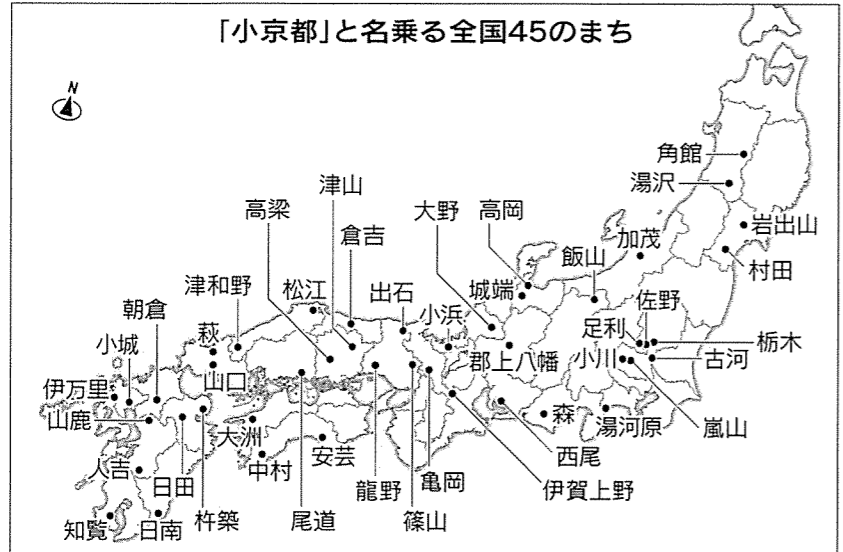 「小京都」と名乗る全国45のまち
N
角館
湯沢
岩出山
村田
津山
高梁
倉吉
大野
高岡
飯山
加茂
津和野
松江
出石
小浜
城端
佐野
足利
栃木
朝倉
小城
萩
山口
郡上八幡
小川
古河
伊万里
山鹿
大洲
中村
安芸
森
湯河原
嵐山
西尾
人吉
日田
龍野
亀岡
伊賀上野
知覧
日南
杵築
尾道
篠山